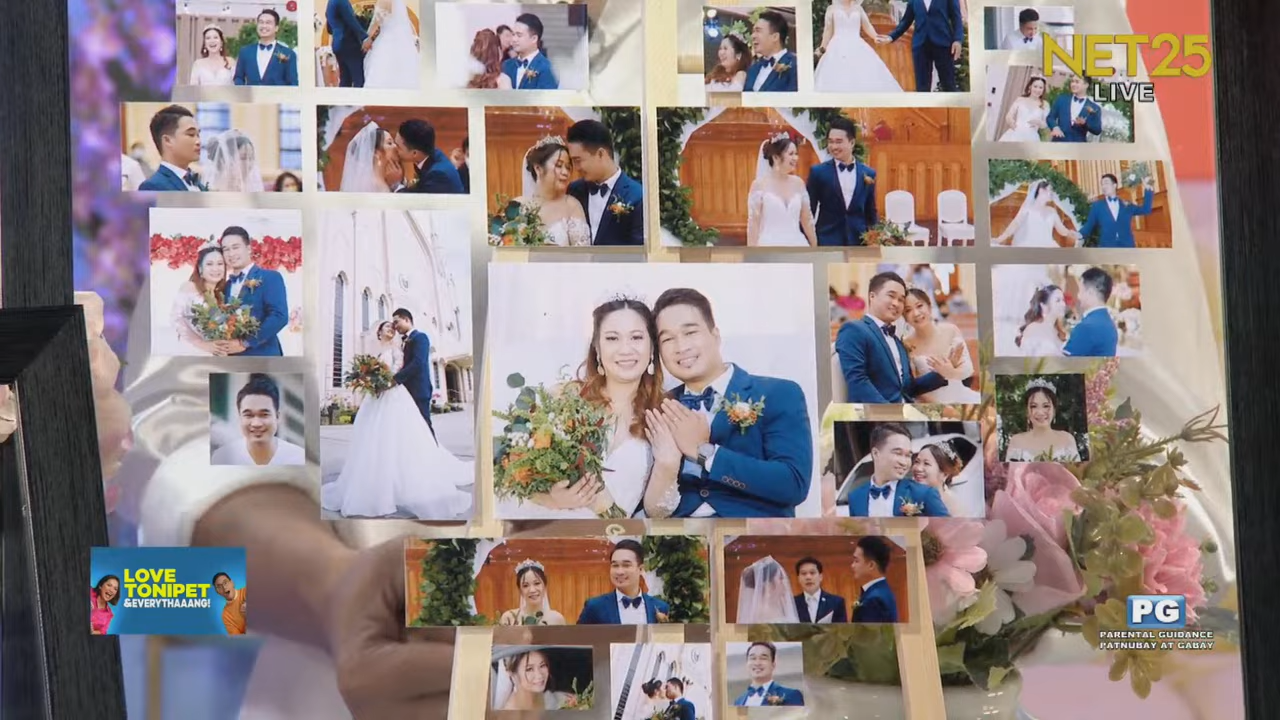 NET25
LIVE
LOVE
TONIPET
&EVERYTHAAANG!
PG
PARENTAL GUIDANCE
PATNUBAY AT GABAY